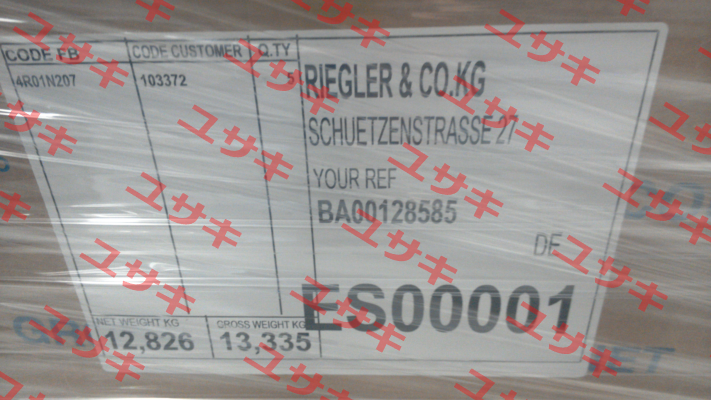 CODE FB CODE CUSTOMER Q.TY
4R01N207 103372 5
RIEGLER & CO.KG
SCHUETZENSTRASSE 27
YOUR REF
BA00128585
DE
ES00001
NET WEIGHT KG GROSS WEIGHT KG
12,826 13,335
ユサキ